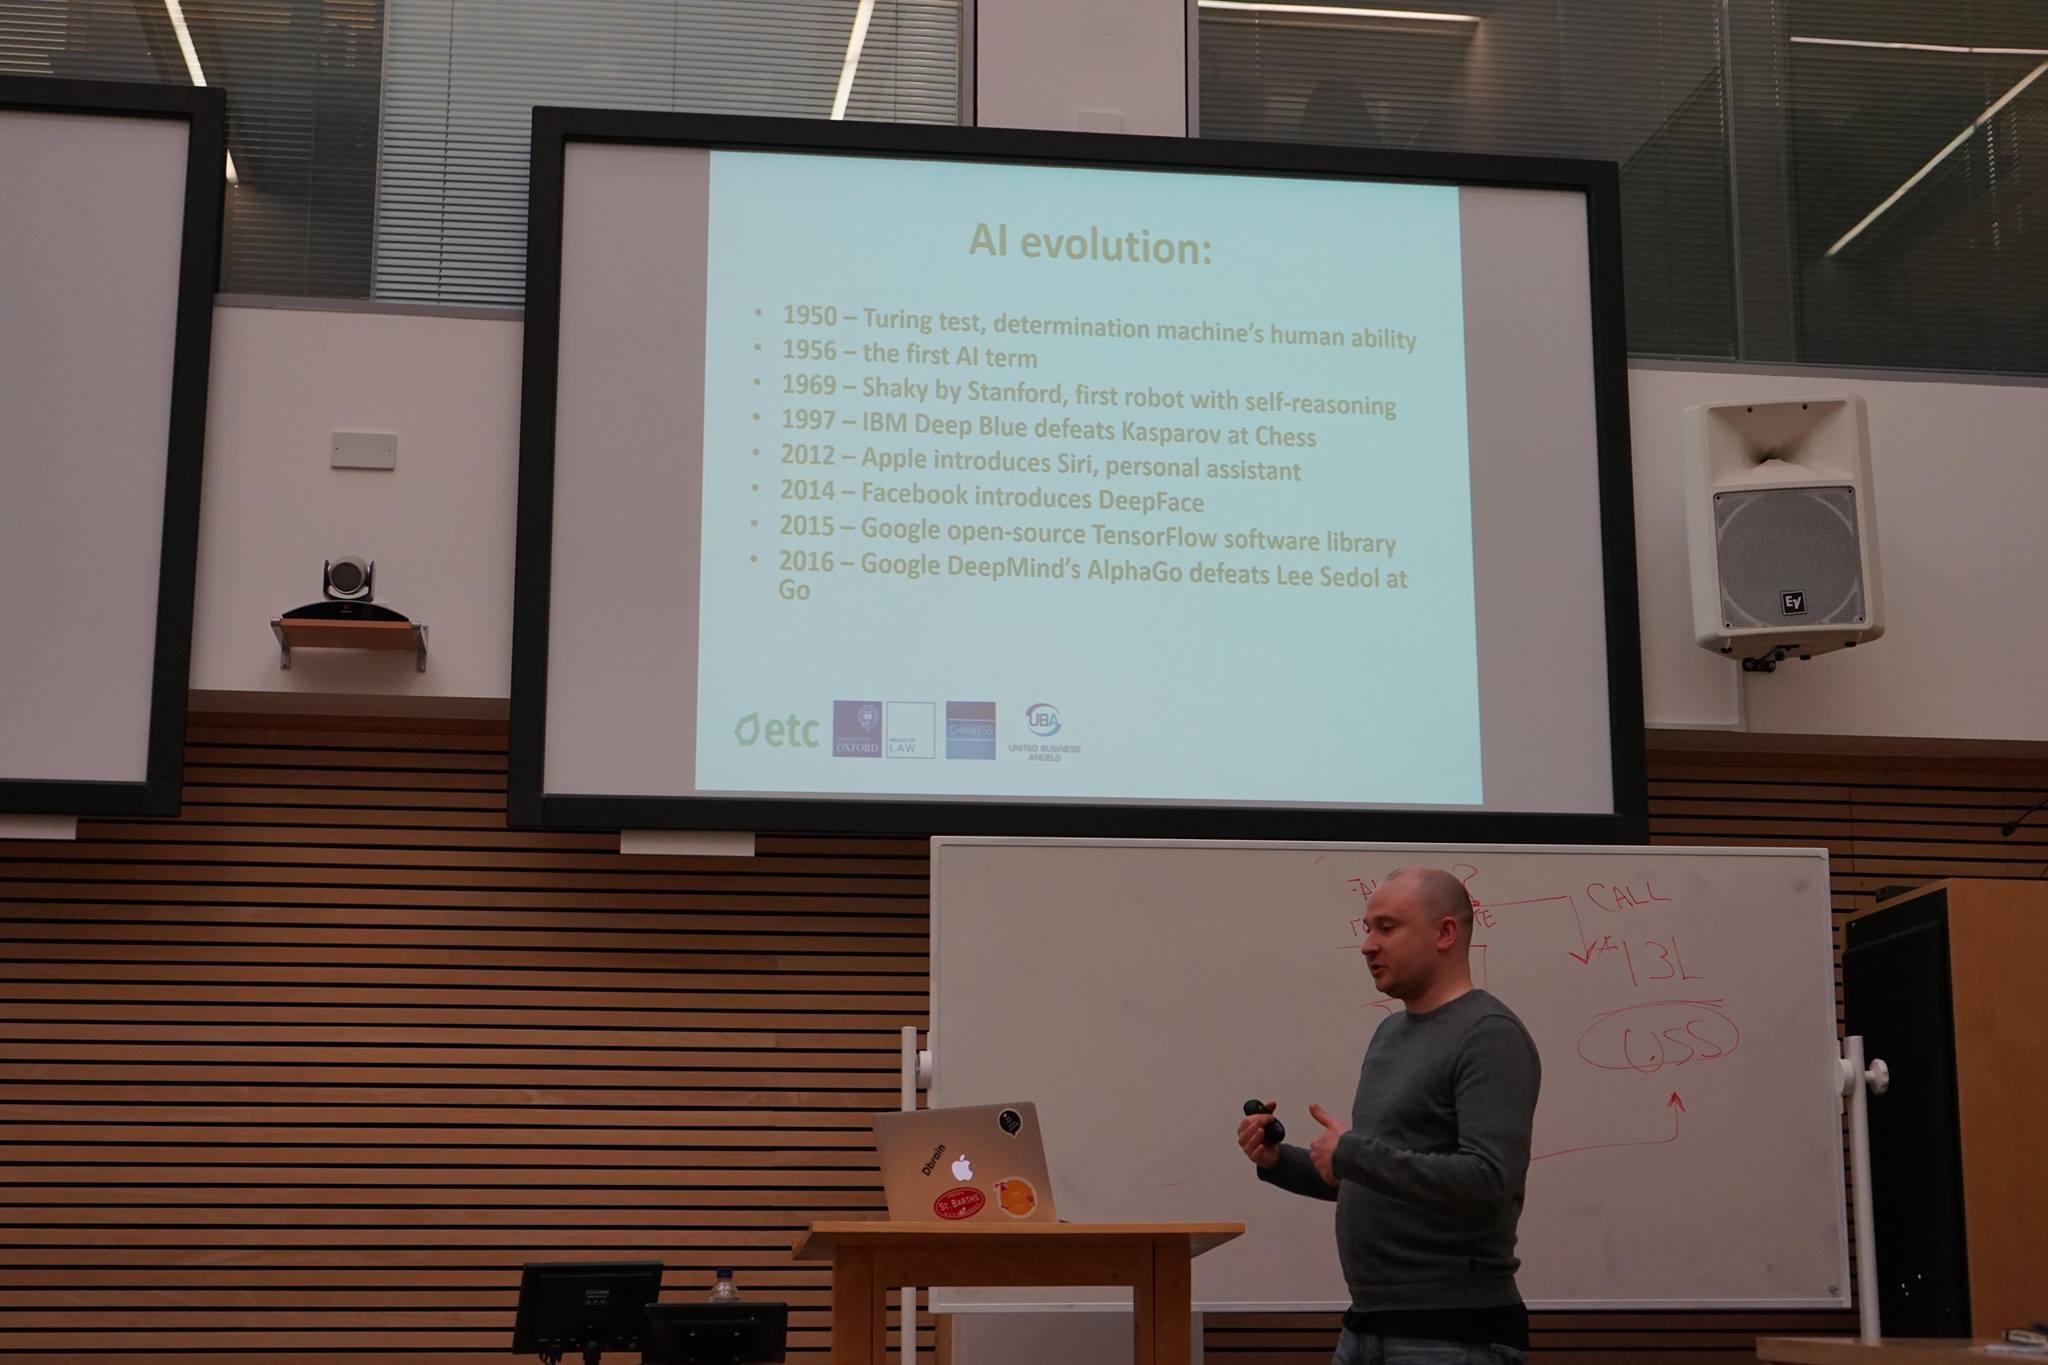 AI evolution:
• 1950 – Turing test, determination machine's human ability
• 1956 – the first AI term
• 1969 – Shaky by Stanford, first robot with self-reasoning
• 1997 – IBM Deep Blue defeats Kasparov at Chess
• 2012 – Apple introduces Siri, personal assistant
• 2014 – Facebook introduces DeepFace
• 2015 – Google open-source TensorFlow software library
• 2016 – Google DeepMind's AlphaGo defeats Lee Sedol at
Go
etc
OXFORD
LAW
UBA
UNITED BUSINESS
ANGELS
EV
CALL
Dbrain
ST. BARTHS